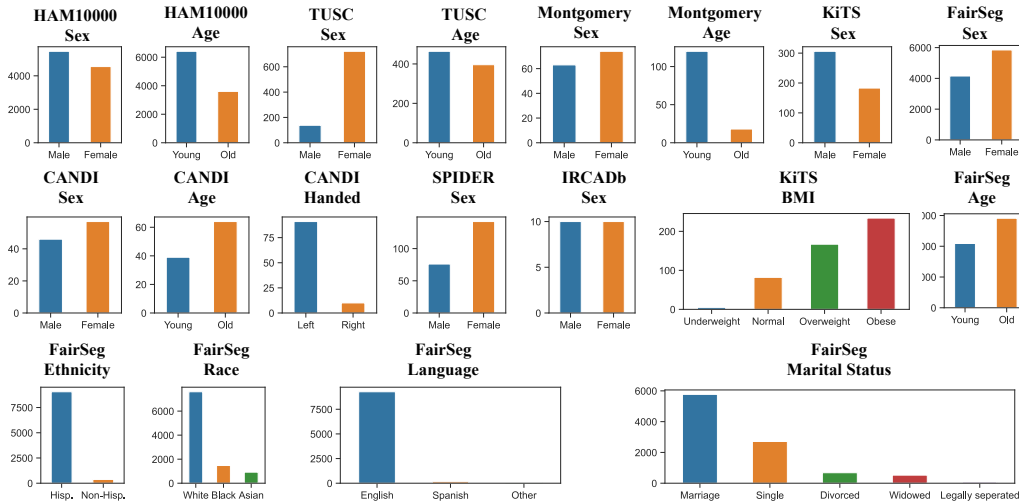 HAM10000 HAM10000 TUSC TUSC Montgomery Montgomery KiTS FairSeg
Sex Age Sex Age Sex Age Sex Sex
4000 2000 0 Male Female
6000 4000 2000 0 Young Old
600 400 200 0 Male Female
400 200 0 Young Old
60 40 20 0 Male Female
100 50 0 Young Old
300 200 100 0 Male Female
6000 4000 2000 0 Male Female
CANDI CANDI CANDI SPIDER IRCADb KiTS FairSeg
Sex Age Handed Sex Sex BMI Age
40 20 0 Male Female
60 40 20 0 Young Old
75 50 25 0 Left Right
100 50 0 Male Female
10 5 0 Male Female
200 100 0 Underweight Normal Overweight Obese
000 000 000 0 Young Old
FairSeg FairSeg FairSeg FairSeg
Ethnicity Race Language Marital Status
7500 5000 2500 0 Hisp. Non-Hisp.
6000 4000 2000 0 White Black Asian
7500 5000 2500 0 English Spanish Other
6000 4000 2000 0 Marriage Single Divorced Widowed Legally seperated